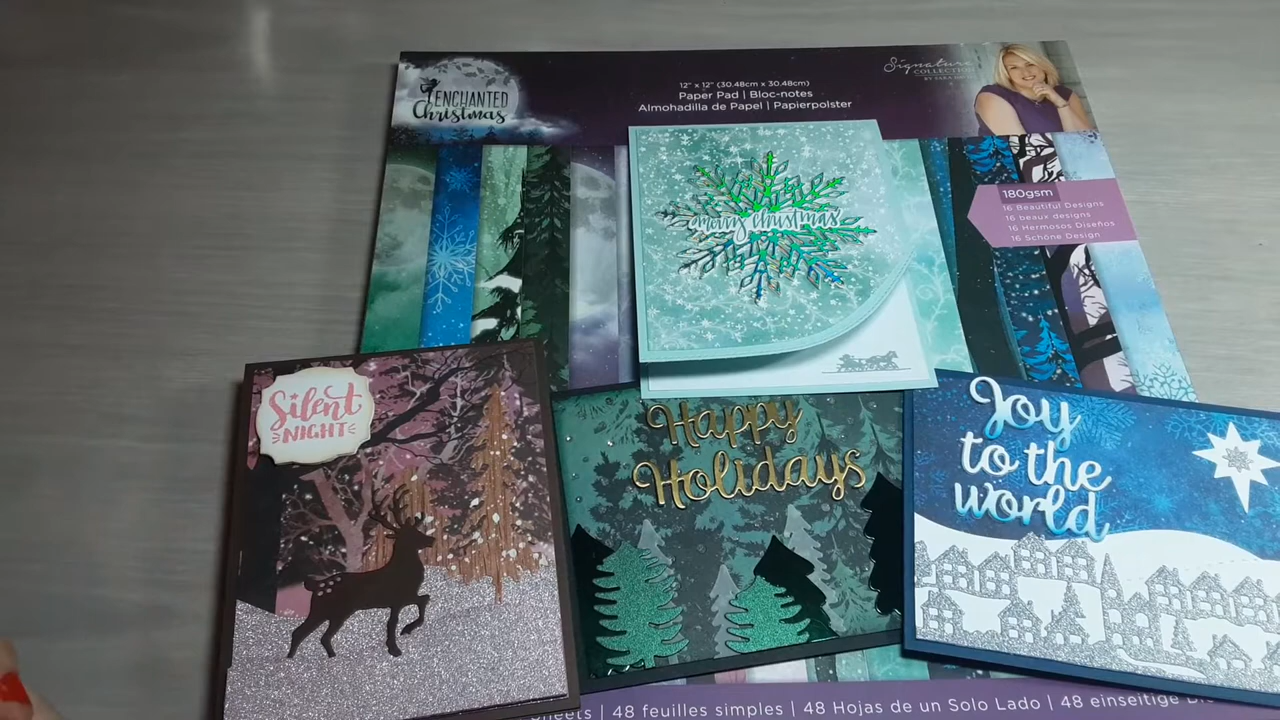 ENCHANTED
Christmas
12" x 12" (30.48cm x 30.48cm)
Paper Pad | Bloc-notes
Almohadilla de Papel | Papierpolster
Signature
COLLECTION
180gsm
16 Beautiful Designs
16 beaux designs
16 Hermosos Diseños
16 Schöne Design
merry christmas
Silent
NIGHT
Happy
Holidays
Joy
to the
world
48 feuilles simples | 48 Hojas de un Solo Lado | 48 einseitige